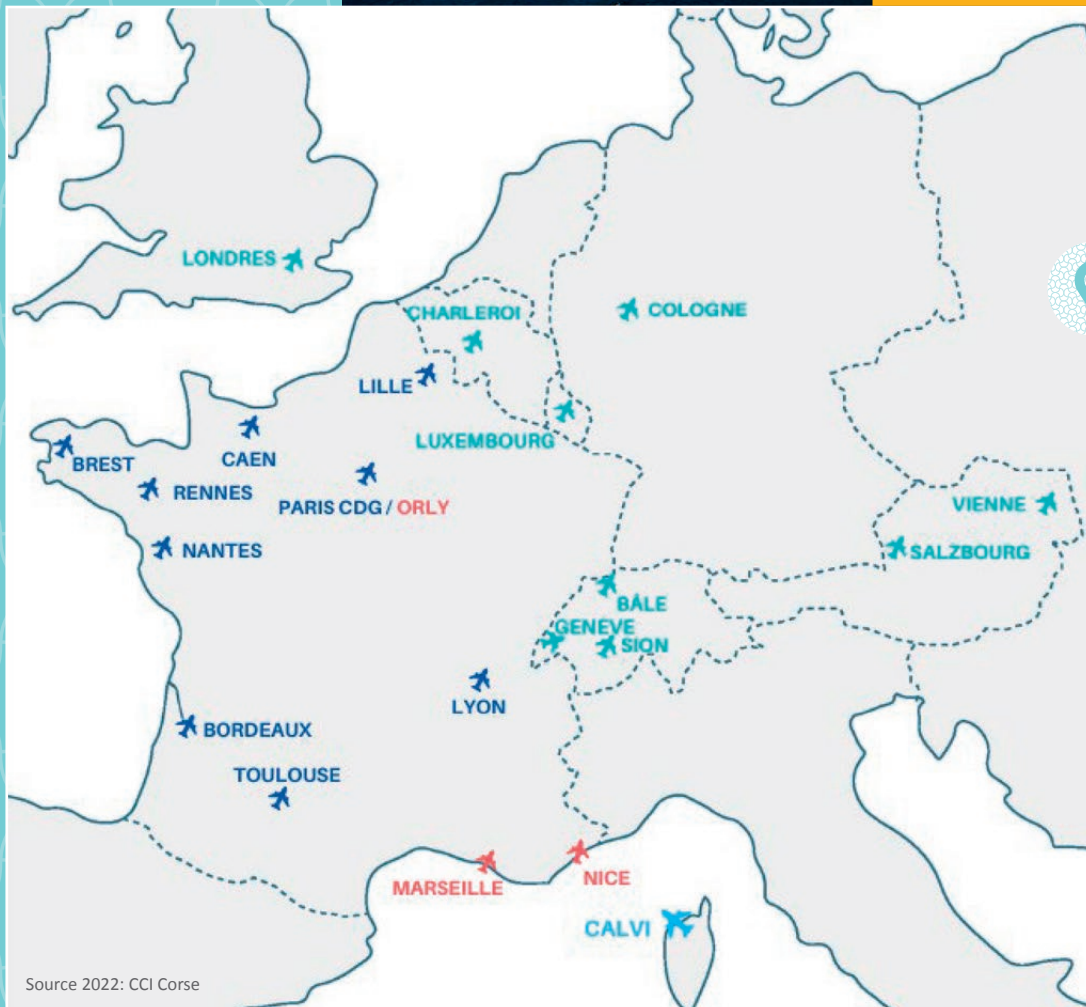 LONDRES
CHARLEROI
COLOGNE
LILLE
LUXEMBOURG
BREST
CAEN
RENNES
PARIS CDG / ORLY
VIENNE
NANTES
SALZBOURG
BÂLE
GENÈVE
SION
LYON
BORDEAUX
TOULOUSE
MARSEILLE
NICE
CALVI
Source 2022: CCI Corse